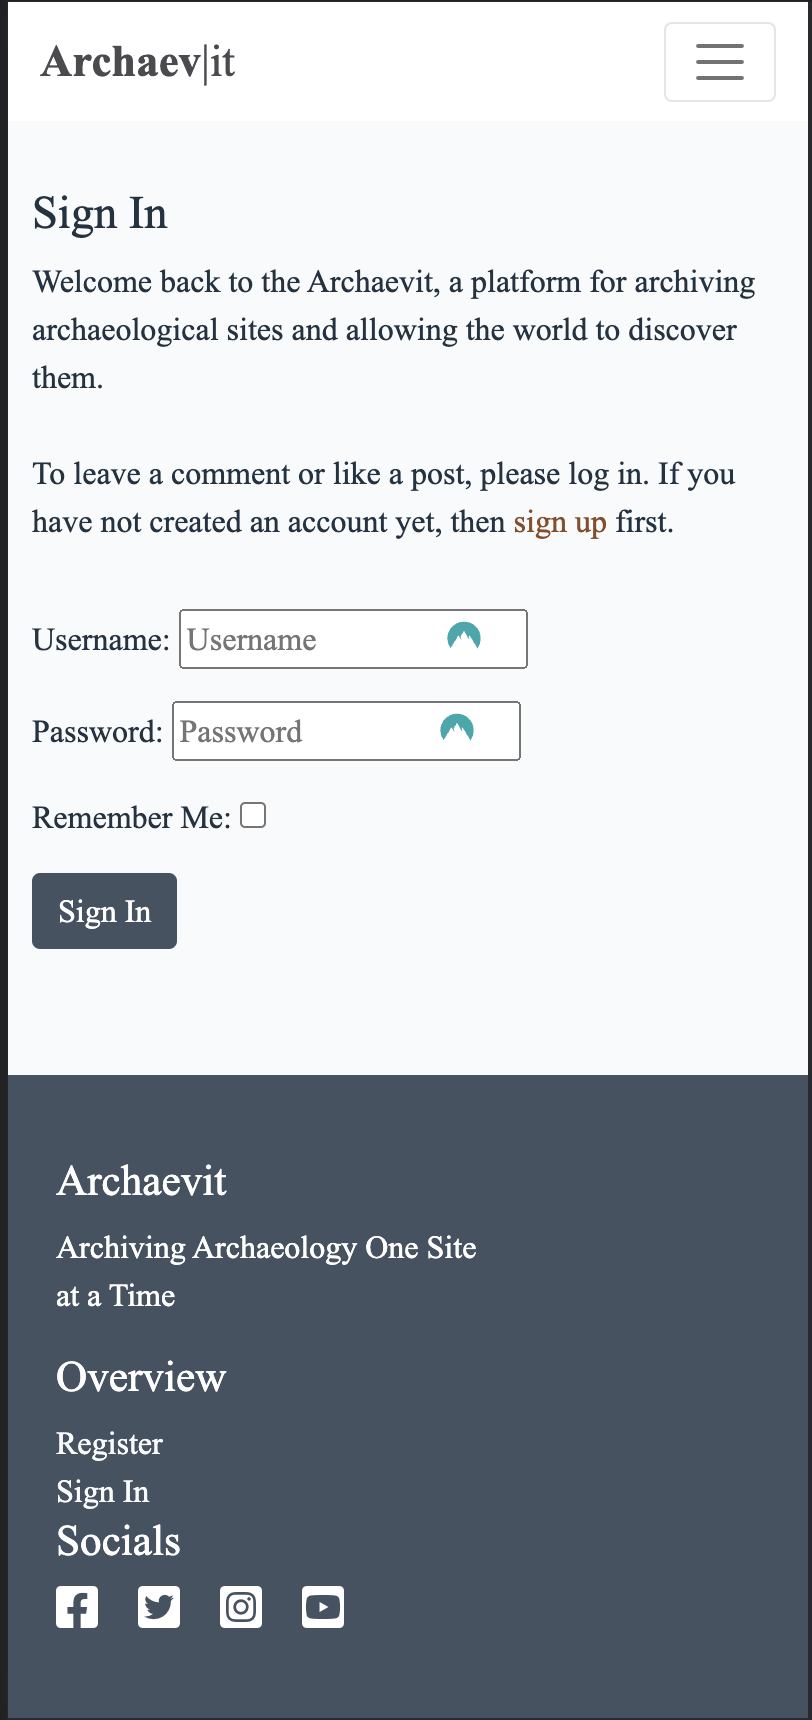 Archaev|it
Sign In
Welcome back to the Archaevit, a platform for archiving
archaeological sites and allowing the world to discover
them.
To leave a comment or like a post, please log in. If you
have not created an account yet, then sign up first.
Username: Username
Password: Password
Remember Me:
Sign In
Archaevit
Archiving Archaeology One Site
at a Time
Overview
Register
Sign In
Socials